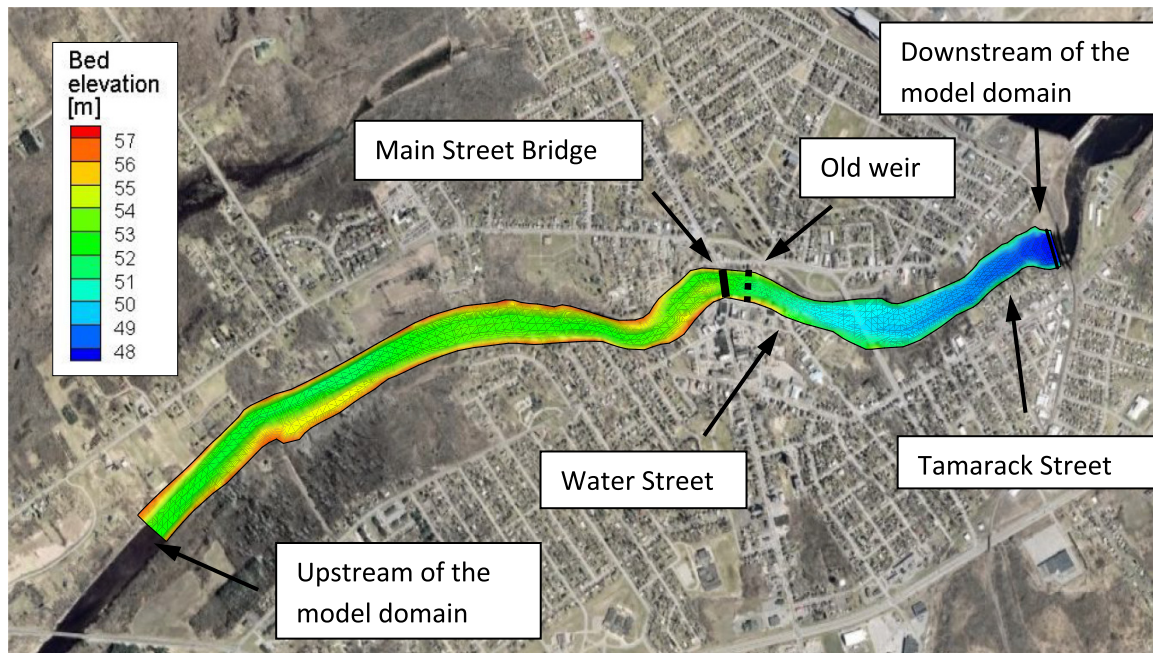 Bed
elevation
[m]
57
56
55
54
53
52
51
50
49
48
Main Street Bridge
Old weir
Downstream of the
model domain
Water Street
Tamarack Street
Upstream of the
model domain